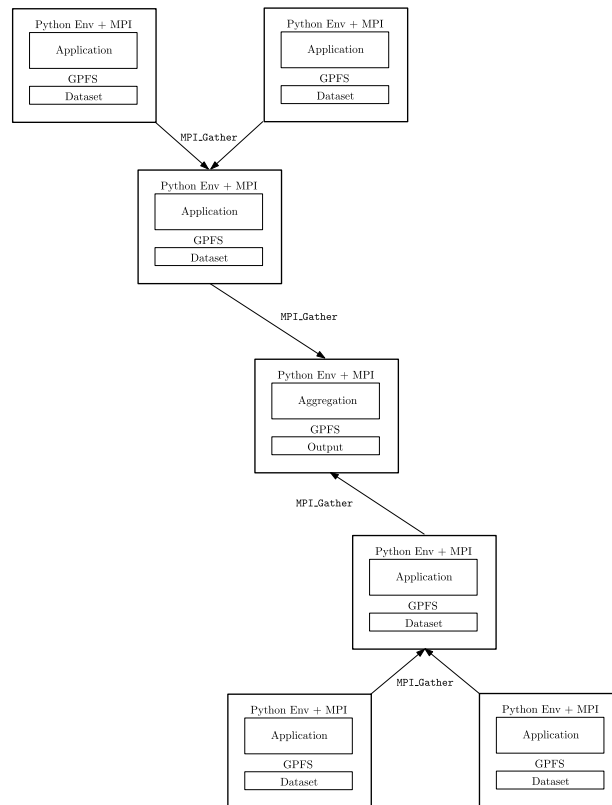 Python Env + MPI
Application
GPFS
Dataset
Python Env + MPI
Application
GPFS
Dataset
MPI_Gather
Python Env + MPI
Application
GPFS
Dataset
MPI_Gather
Python Env + MPI
Aggregation
GPFS
Output
MPI_Gather
Python Env + MPI
Application
GPFS
Dataset
MPI_Gather
Python Env + MPI
Application
GPFS
Dataset
Python Env + MPI
Application
GPFS
Dataset